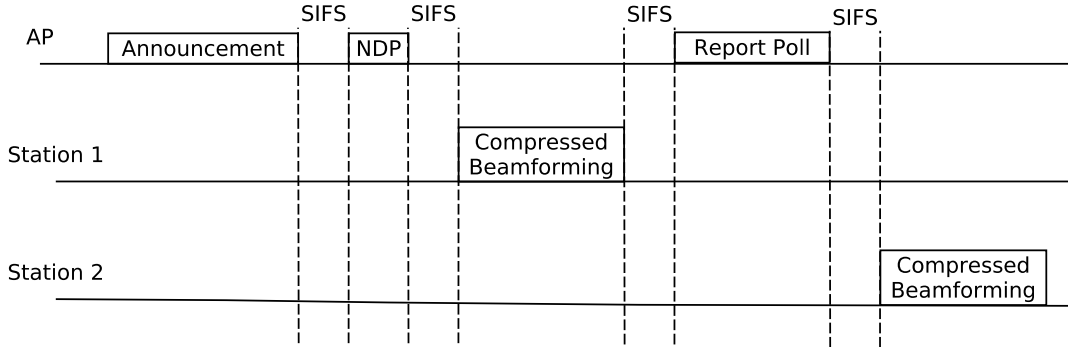 SIFS SIFS SIFS SIFS
AP Announcement NDP Report Poll
Station 1
Compressed
Beamforming
Station 2
Compressed
Beamforming